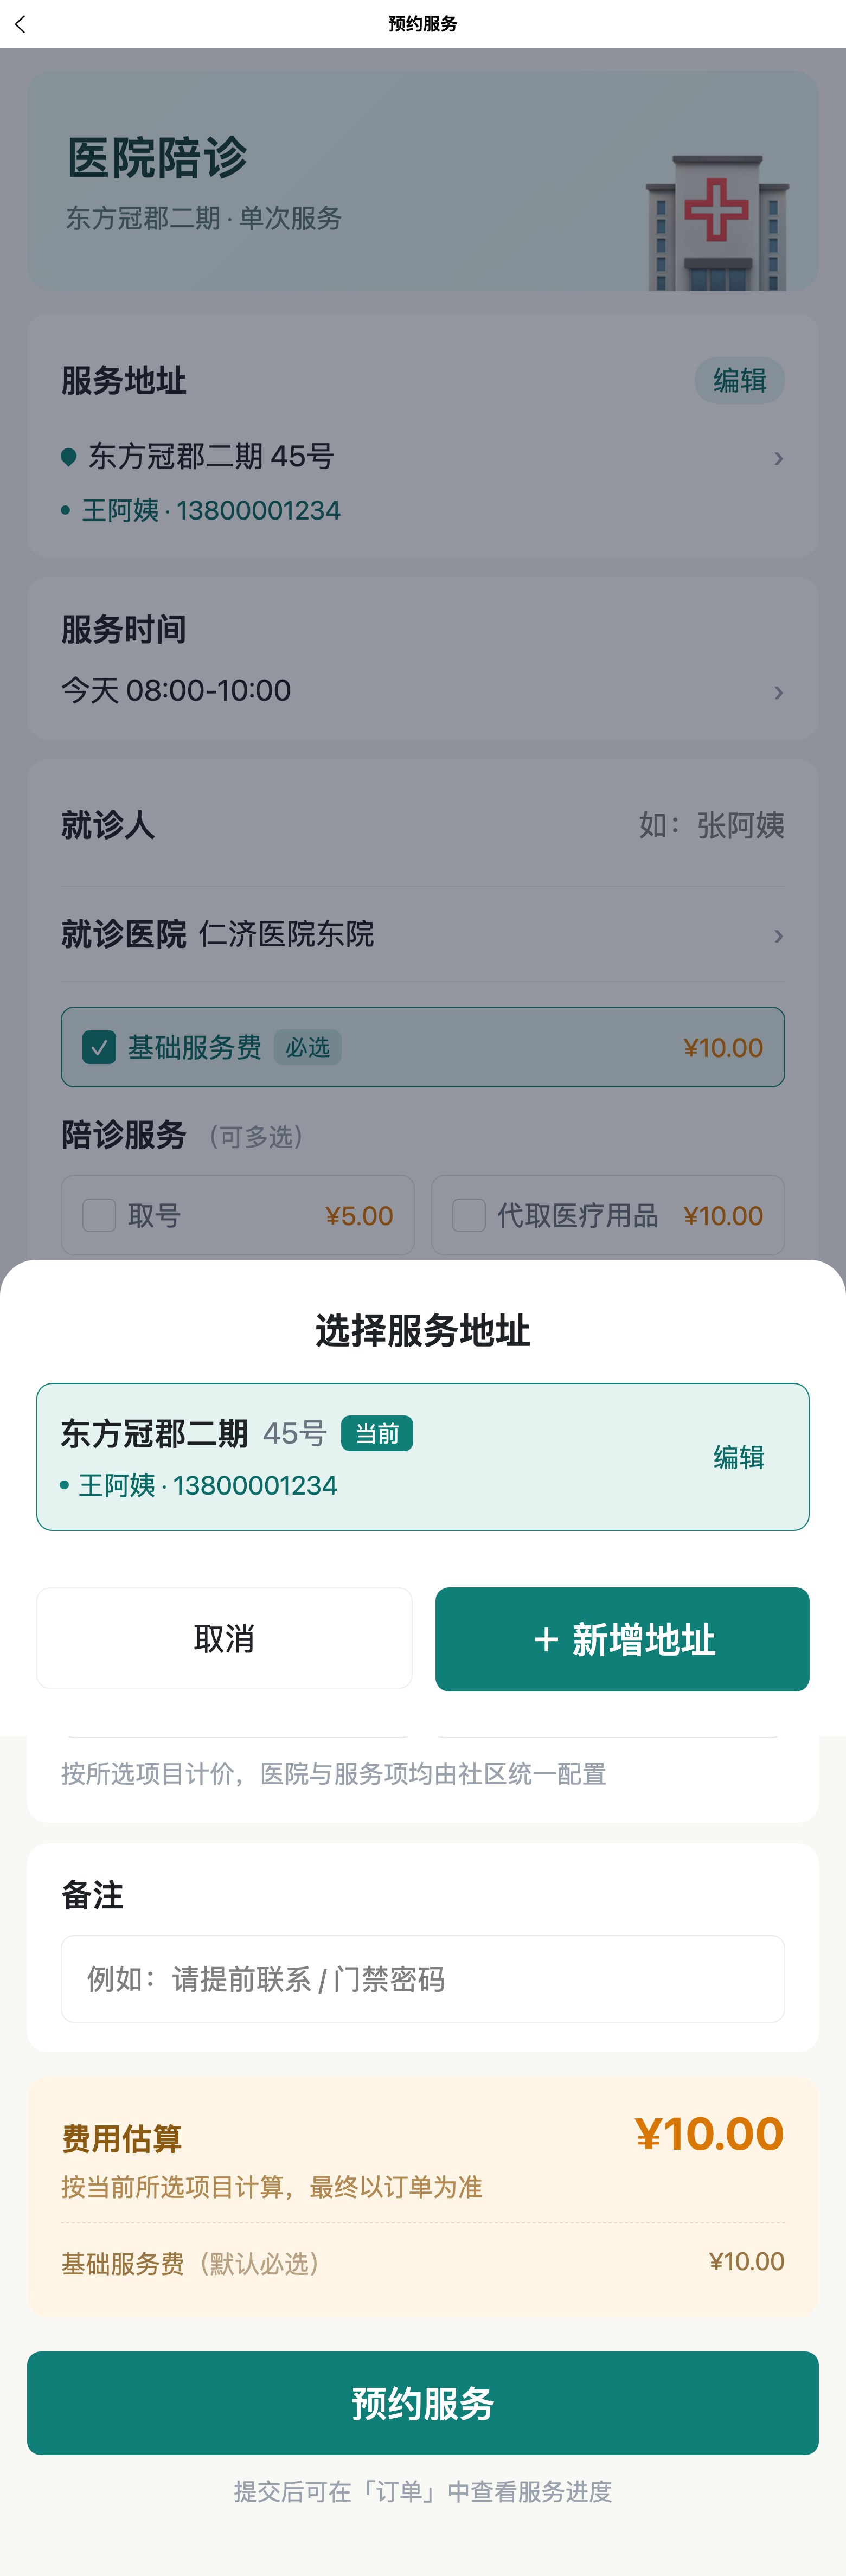 预约服务
医院陪诊
东方冠郡二期 · 单次服务
服务地址 编辑
东方冠郡二期 45号 ›
王阿姨 · 13800001234
服务时间
今天 08:00-10:00 ›
就诊人 如：张阿姨
就诊医院 仁济医院东院 ›
基础服务费 必选 ¥10.00
陪诊服务 （可多选）
取号 ¥5.00 代取医疗用品 ¥10.00
选择服务地址
东方冠郡二期 45号 当前
编辑
王阿姨 · 13800001234
取消 + 新增地址
按所选项目计价，医院与服务项均由社区统一配置
备注
例如：请提前联系 / 门禁密码
费用估算 ¥10.00
按当前所选项目计算，最终以订单为准
基础服务费（默认必选） ¥10.00
预约服务
提交后可在「订单」中查看服务进度